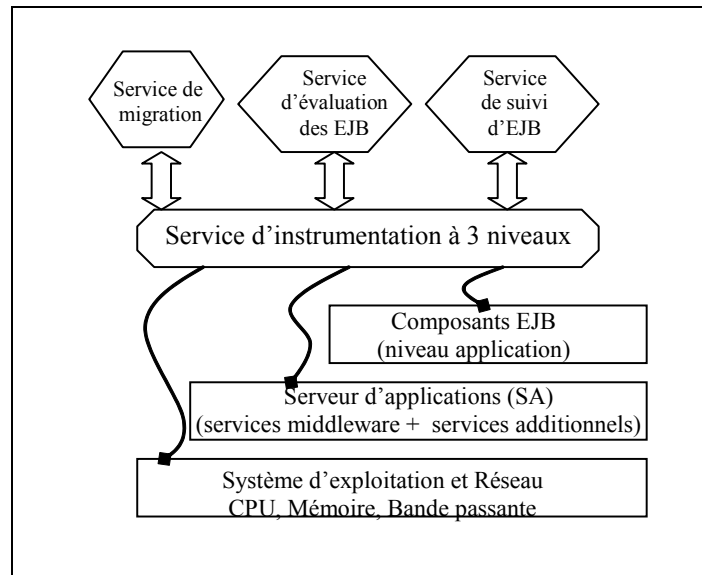 Service de
migration
Service
d'évaluation
des EJB
Service
de suivi
d'EJB
Service d'instrumentation à 3 niveaux
Composants EJB
(niveau application)
Serveur d'applications (SA)
(services middleware + services additionnels)
Système d'exploitation et Réseau
CPU, Mémoire, Bande passante